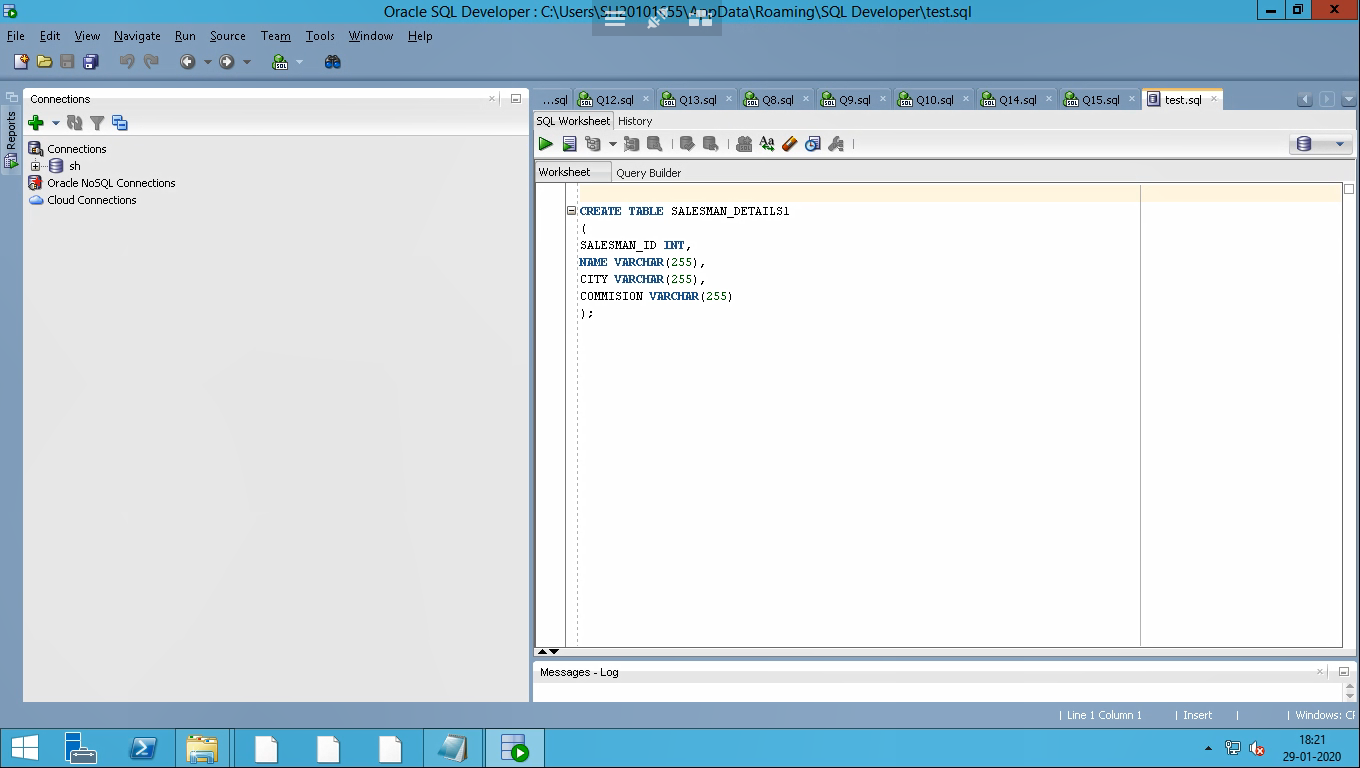 Oracle SQL Developer : C:\Users\ \AppData\Roaming\SQL Developer\test.sql
File Edit View Navigate Run Source Team Tools Window Help
Reports
Connections
Connections
sh
Oracle NoSQL Connections
Cloud Connections
...sql Q12.sql Q13.sql Q8.sql Q9.sql Q10.sql Q14.sql Q15.sql test.sql
SQL Worksheet History
Worksheet Query Builder
CREATE TABLE SALESMAN_DETAILS1
(
SALESMAN_ID INT,
NAME VARCHAR(255),
CITY VARCHAR(255),
COMMISION VARCHAR(255)
);
Messages - Log
Line 1 Column 1 Insert Windows:
18:21
29-01-2020